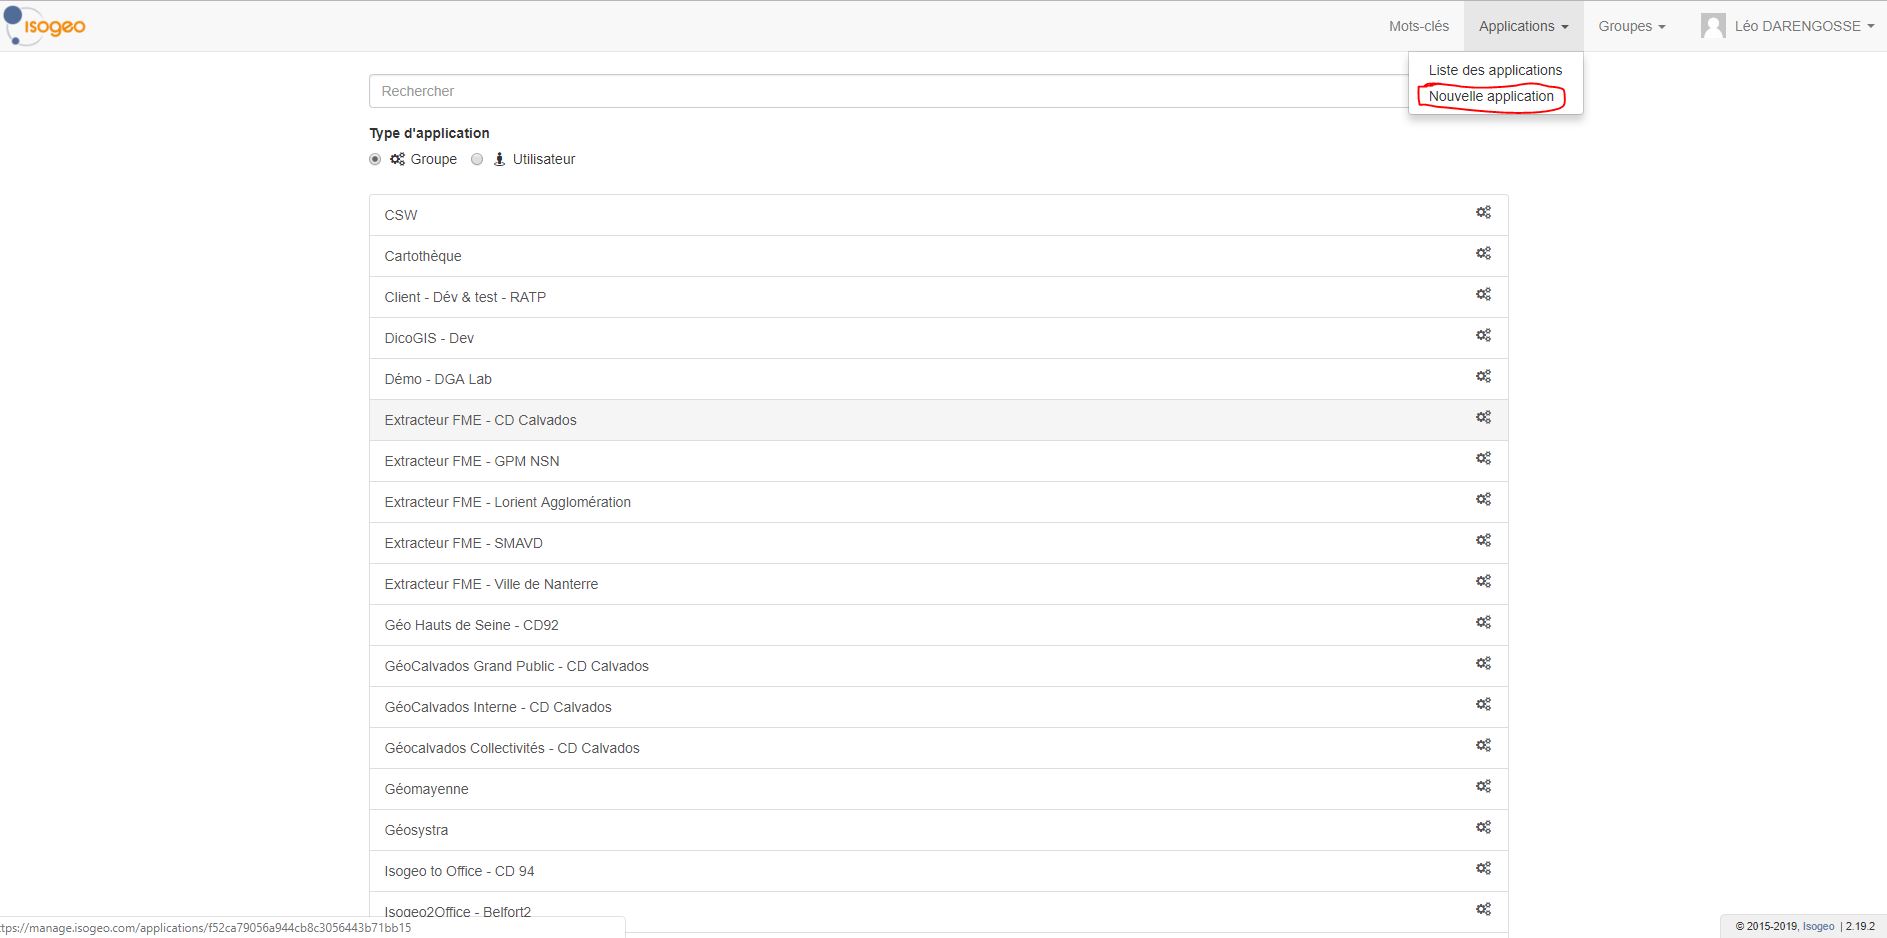 isogeo
Mots-clés Applications Groupes Léo DARENGOSSE
Liste des applications
Nouvelle application
Rechercher
Type d'application
Groupe Utilisateur
CSW
Cartothèque
Client - Dév & test - RATP
DicoGIS - Dev
Démo - DGA Lab
Extracteur FME - CD Calvados
Extracteur FME - GPM NSN
Extracteur FME - Lorient Agglomération
Extracteur FME - SMAVD
Extracteur FME - Ville de Nanterre
Géo Hauts de Seine - CD92
GéoCalvados Grand Public - CD Calvados
GéoCalvados Interne - CD Calvados
Géocalvados Collectivités - CD Calvados
Géomayenne
Géosystra
Isogeo to Office - CD 94
Isogeo2Office - Belfort2
ttps://manage.isogeo.com/applications/f52ca79056a944cb8c3056443b71bb15
© 2015-2019, Isogeo | 2.19.2